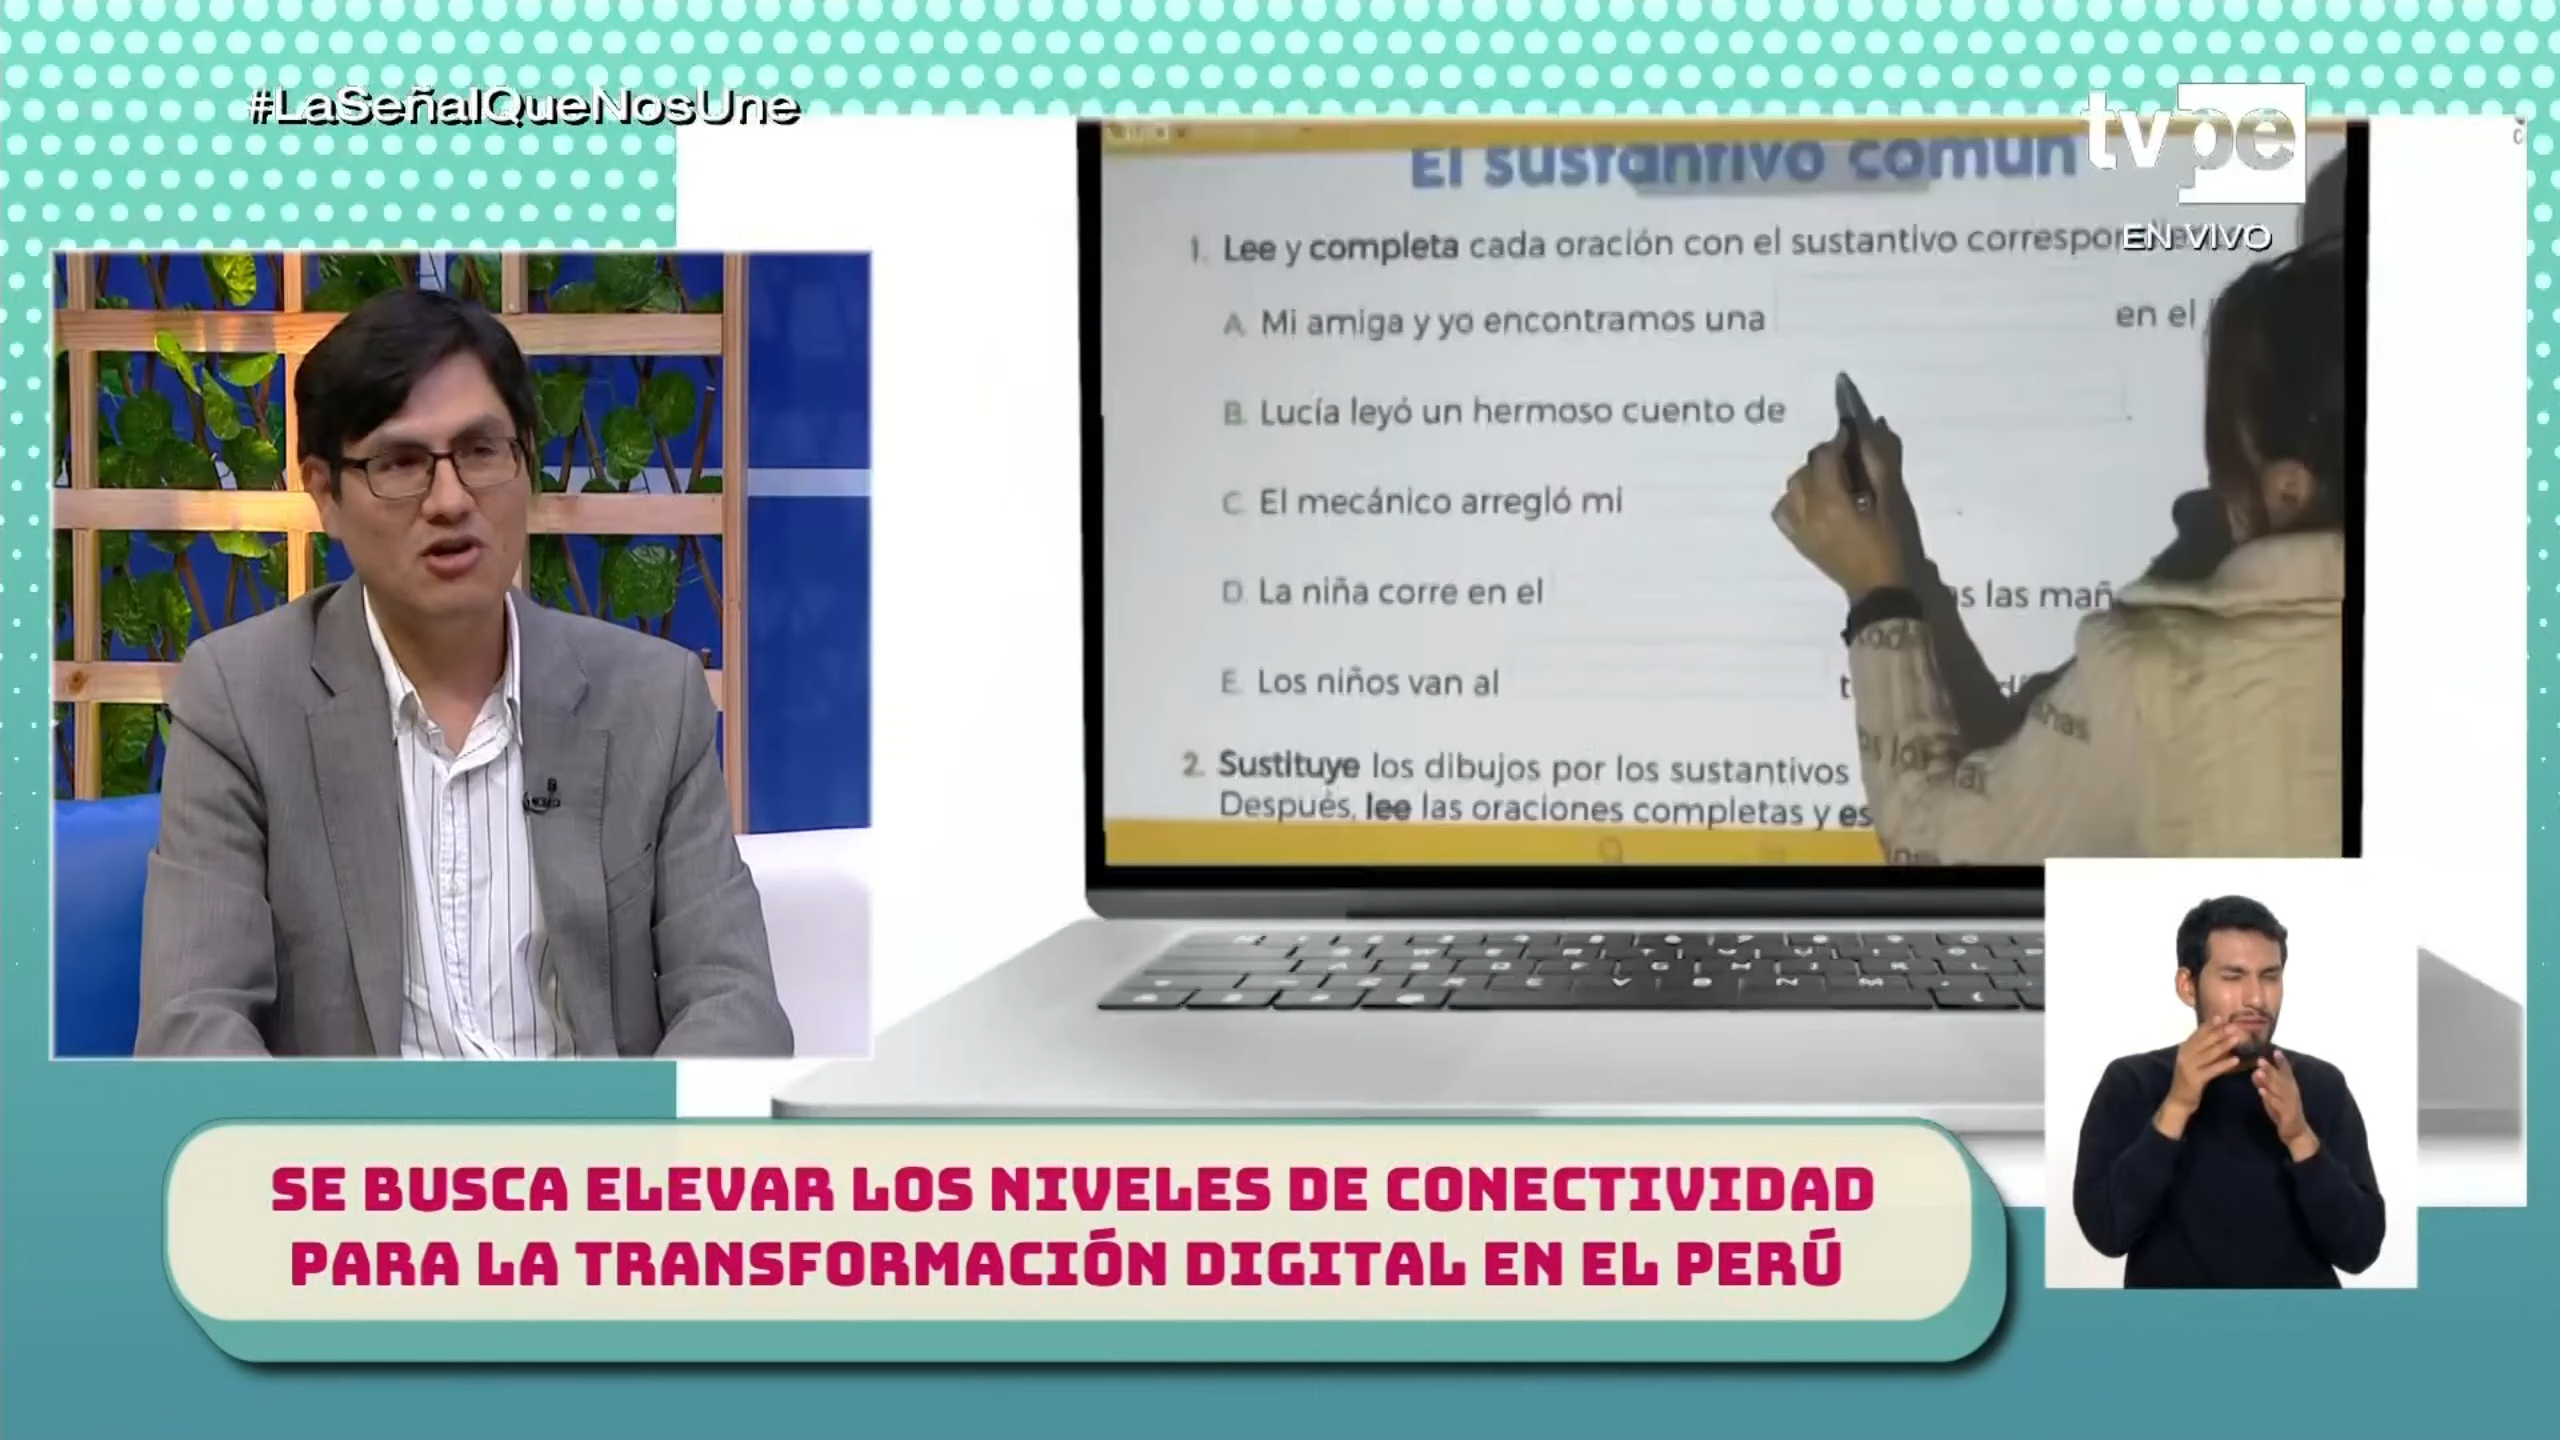 #LaSeñalQueNosUne
tvpe
EN VIVO
El sustantivo común
1. Lee y completa cada oración con el sustantivo
A. Mi amiga y yo encontramos una en el
B. Lucía leyó un hermoso cuento de .
C. El mecánico arregló mi .
D. La niña corre en el las
E. Los niños van al
2. Sustituye los dibujos por los sustantivos
Después, lee las oraciones completas y
SE BUSCA ELEVAR LOS NIVELES DE CONECTIVIDAD
PARA LA TRANSFORMACIÓN DIGITAL EN EL PERÚ